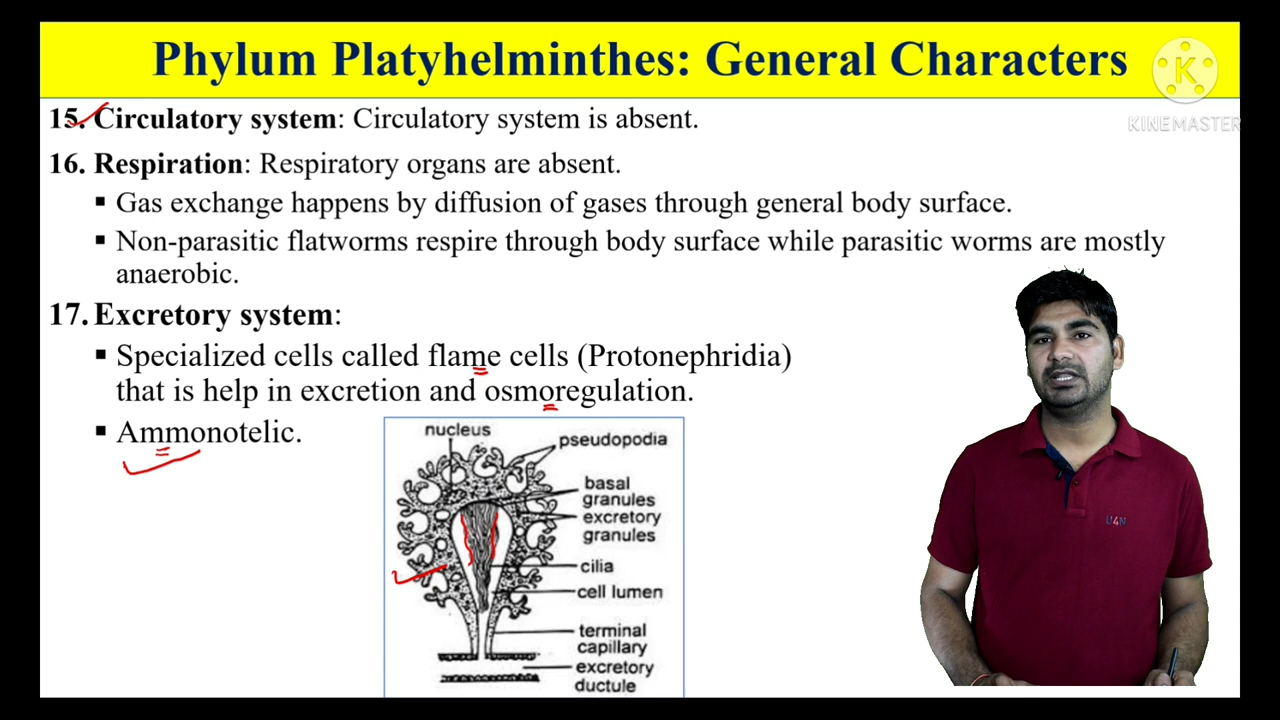 Phylum Platyhelminthes: General Characters
K
KINEMASTER
15. Circulatory system: Circulatory system is absent.
16. Respiration: Respiratory organs are absent.
▪ Gas exchange happens by diffusion of gases through general body surface.
▪ Non-parasitic flatworms respire through body surface while parasitic worms are mostly
anaerobic.
17. Excretory system:
▪ Specialized cells called flame cells (Protonephridia)
that is help in excretion and osmoregulation.
▪ Ammonotelic.
nucleus
pseudopodia
basal
granules
excretory
granules
cilia
cell lumen
terminal
capillary
excretory
ductule
U4N